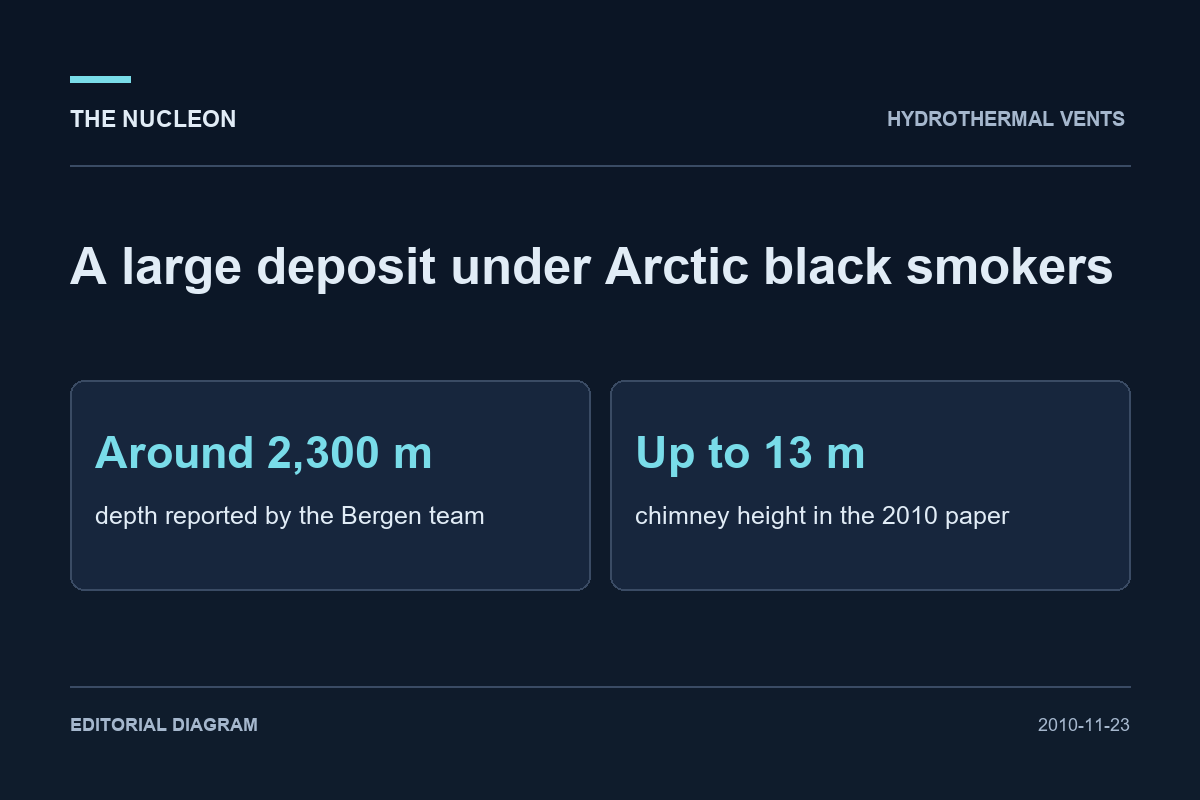 THE NUCLEON
HYDROTHERMAL VENTS
A large deposit under Arctic black smokers
Around 2,300 m
depth reported by the Bergen team
Up to 13 m
chimney height in the 2010 paper
EDITORIAL DIAGRAM
2010-11-23